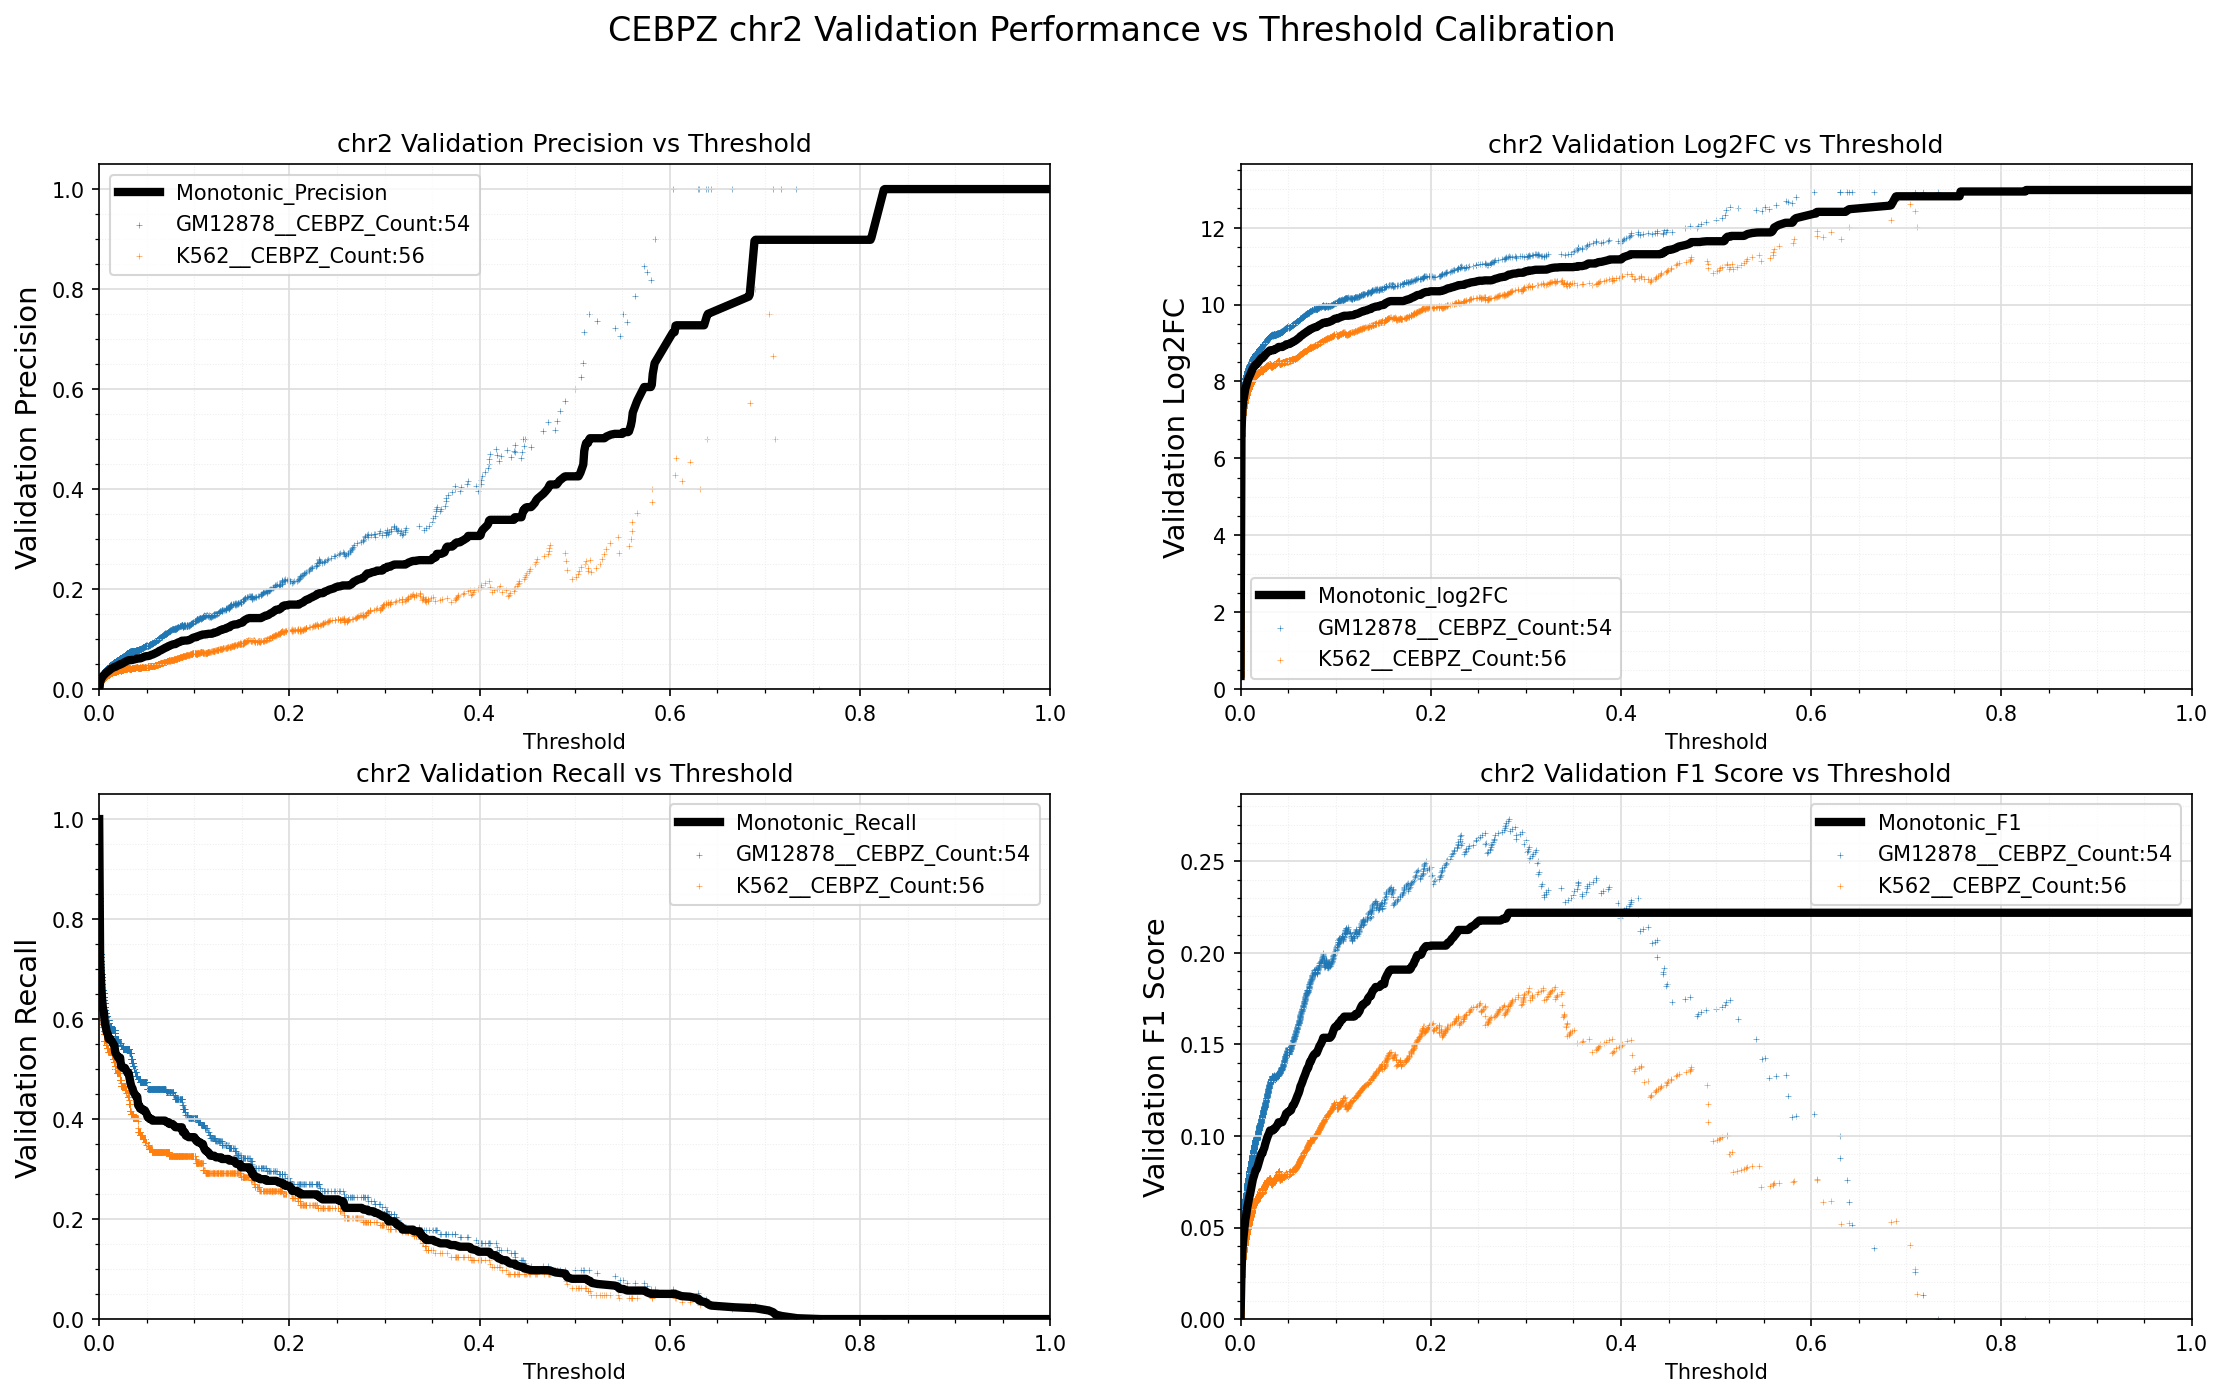 CEBPZ chr2 Validation Performance vs Threshold Calibration
chr2 Validation Precision vs Threshold
Validation Precision
1.0
0.8
0.6
0.4
0.2
0.0
Monotonic_Precision
GM12878__CEBPZ_Count:54
K562__CEBPZ_Count:56
0.0 0.2 0.4 0.6 0.8 1.0
Threshold
chr2 Validation Log2FC vs Threshold
Validation Log2FC
12
10
8
6
4
2
0
Monotonic_log2FC
GM12878__CEBPZ_Count:54
K562__CEBPZ_Count:56
0.0 0.2 0.4 0.6 0.8 1.0
Threshold
chr2 Validation Recall vs Threshold
Validation Recall
1.0
0.8
0.6
0.4
0.2
0.0
Monotonic_Recall
GM12878__CEBPZ_Count:54
K562__CEBPZ_Count:56
0.0 0.2 0.4 0.6 0.8 1.0
Threshold
chr2 Validation F1 Score vs Threshold
Validation F1 Score
0.25
0.20
0.15
0.10
0.05
0.00
Monotonic_F1
GM12878__CEBPZ_Count:54
K562__CEBPZ_Count:56
0.0 0.2 0.4 0.6 0.8 1.0
Threshold